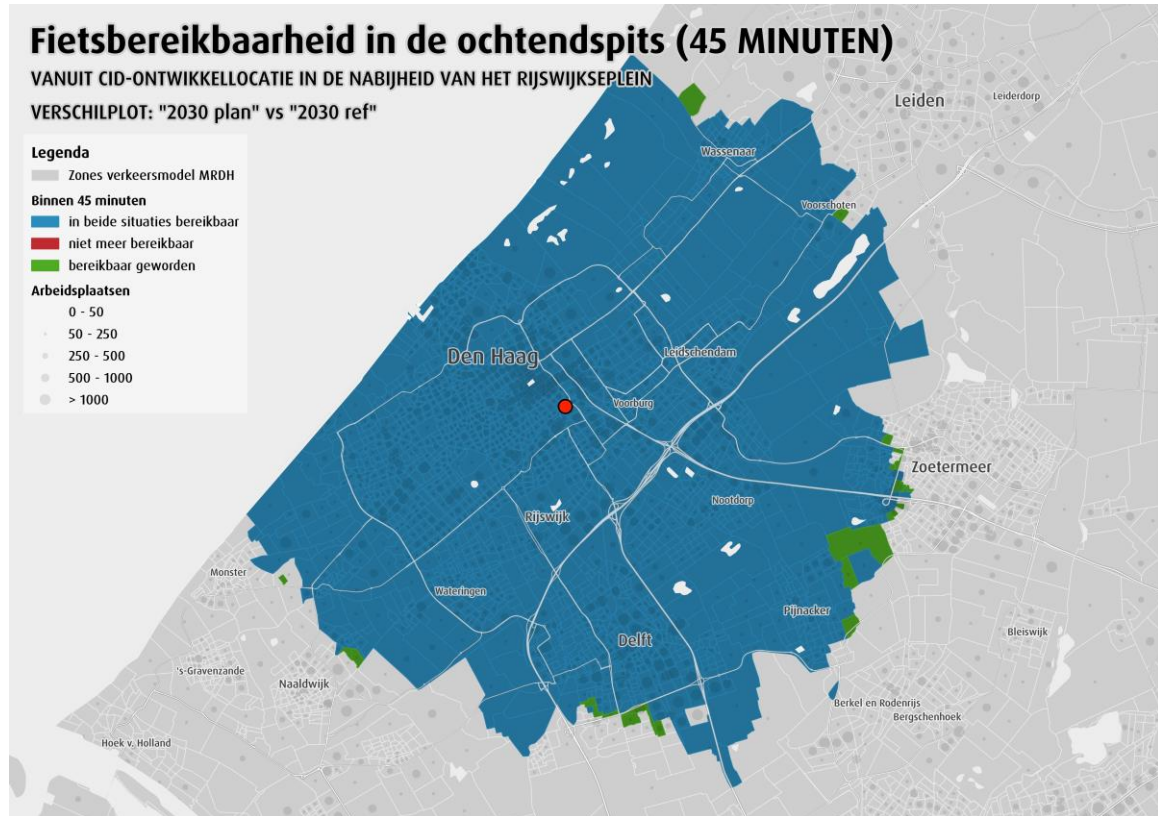 Fietsbereikbaarheid in de ochtendspits (45 MINUTEN)
VANUIT CID-ONTWIKKELLOCATIE IN DE NABIJHEID VAN HET RIJSWIJKSEPLEIN
VERSCHILPLOT: "2030 plan" vs "2030 ref"
Legenda
Zones verkeersmodel MRDH
Binnen 45 minuten
in beide situaties bereikbaar
niet meer bereikbaar
bereikbaar geworden
Arbeidsplaatsen
0 - 50
50 - 250
250 - 500
500 - 1000
> 1000
Leiden
Leiderdorp
Wassenaar
Voorschoten
Den Haag
Leidschendam
Voorburg
Zoetermeer
Nootdorp
Rijswijk
Monster
Wateringen
Pijnacker
Delft
Bleiswijk
's-Gravenzande
Naaldwijk
Berkel en Rodenrijs
Bergschenhoek
Hoek v. Holland